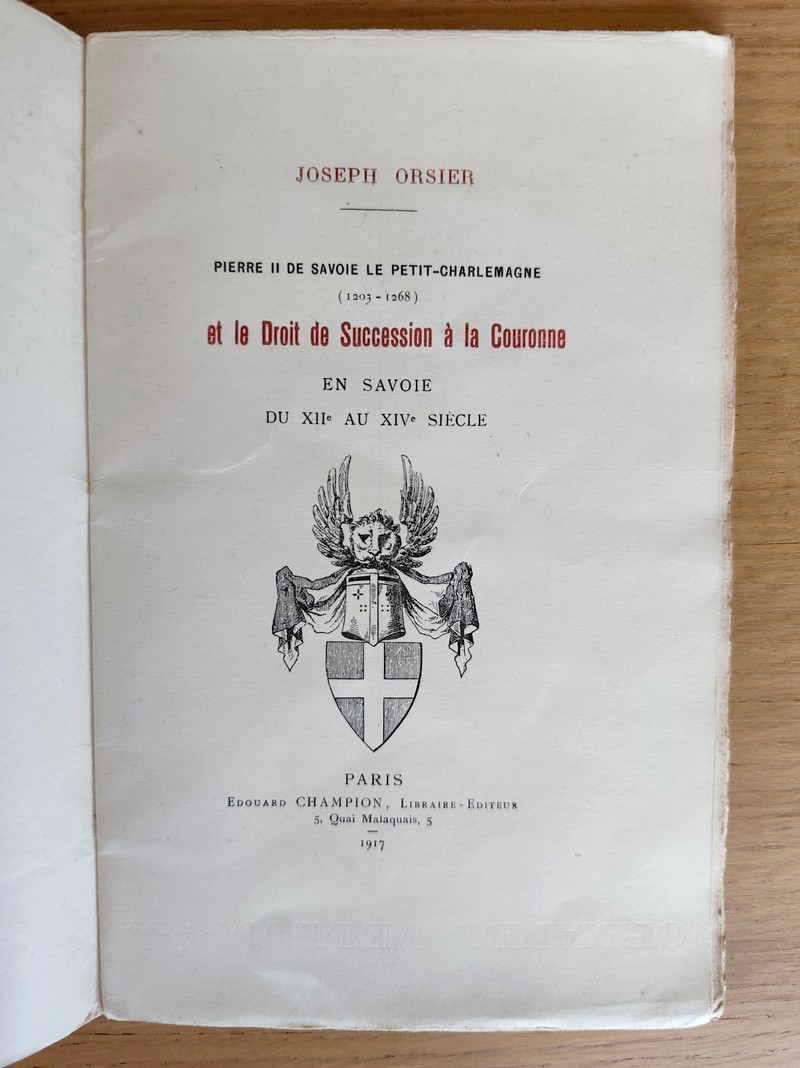 JOSEPH ORSIER
PIERRE II DE SAVOIE LE PETIT-CHARLEMAGNE
(1203-1268)
et le Droit de Succession à la Couronne
EN SAVOIE
DU XIIe AU XIVe SIÈCLE
PARIS
EDOUARD CHAMPION, LIBRAIRE-EDITEUR
5, Quai Malaquais, 5
1917